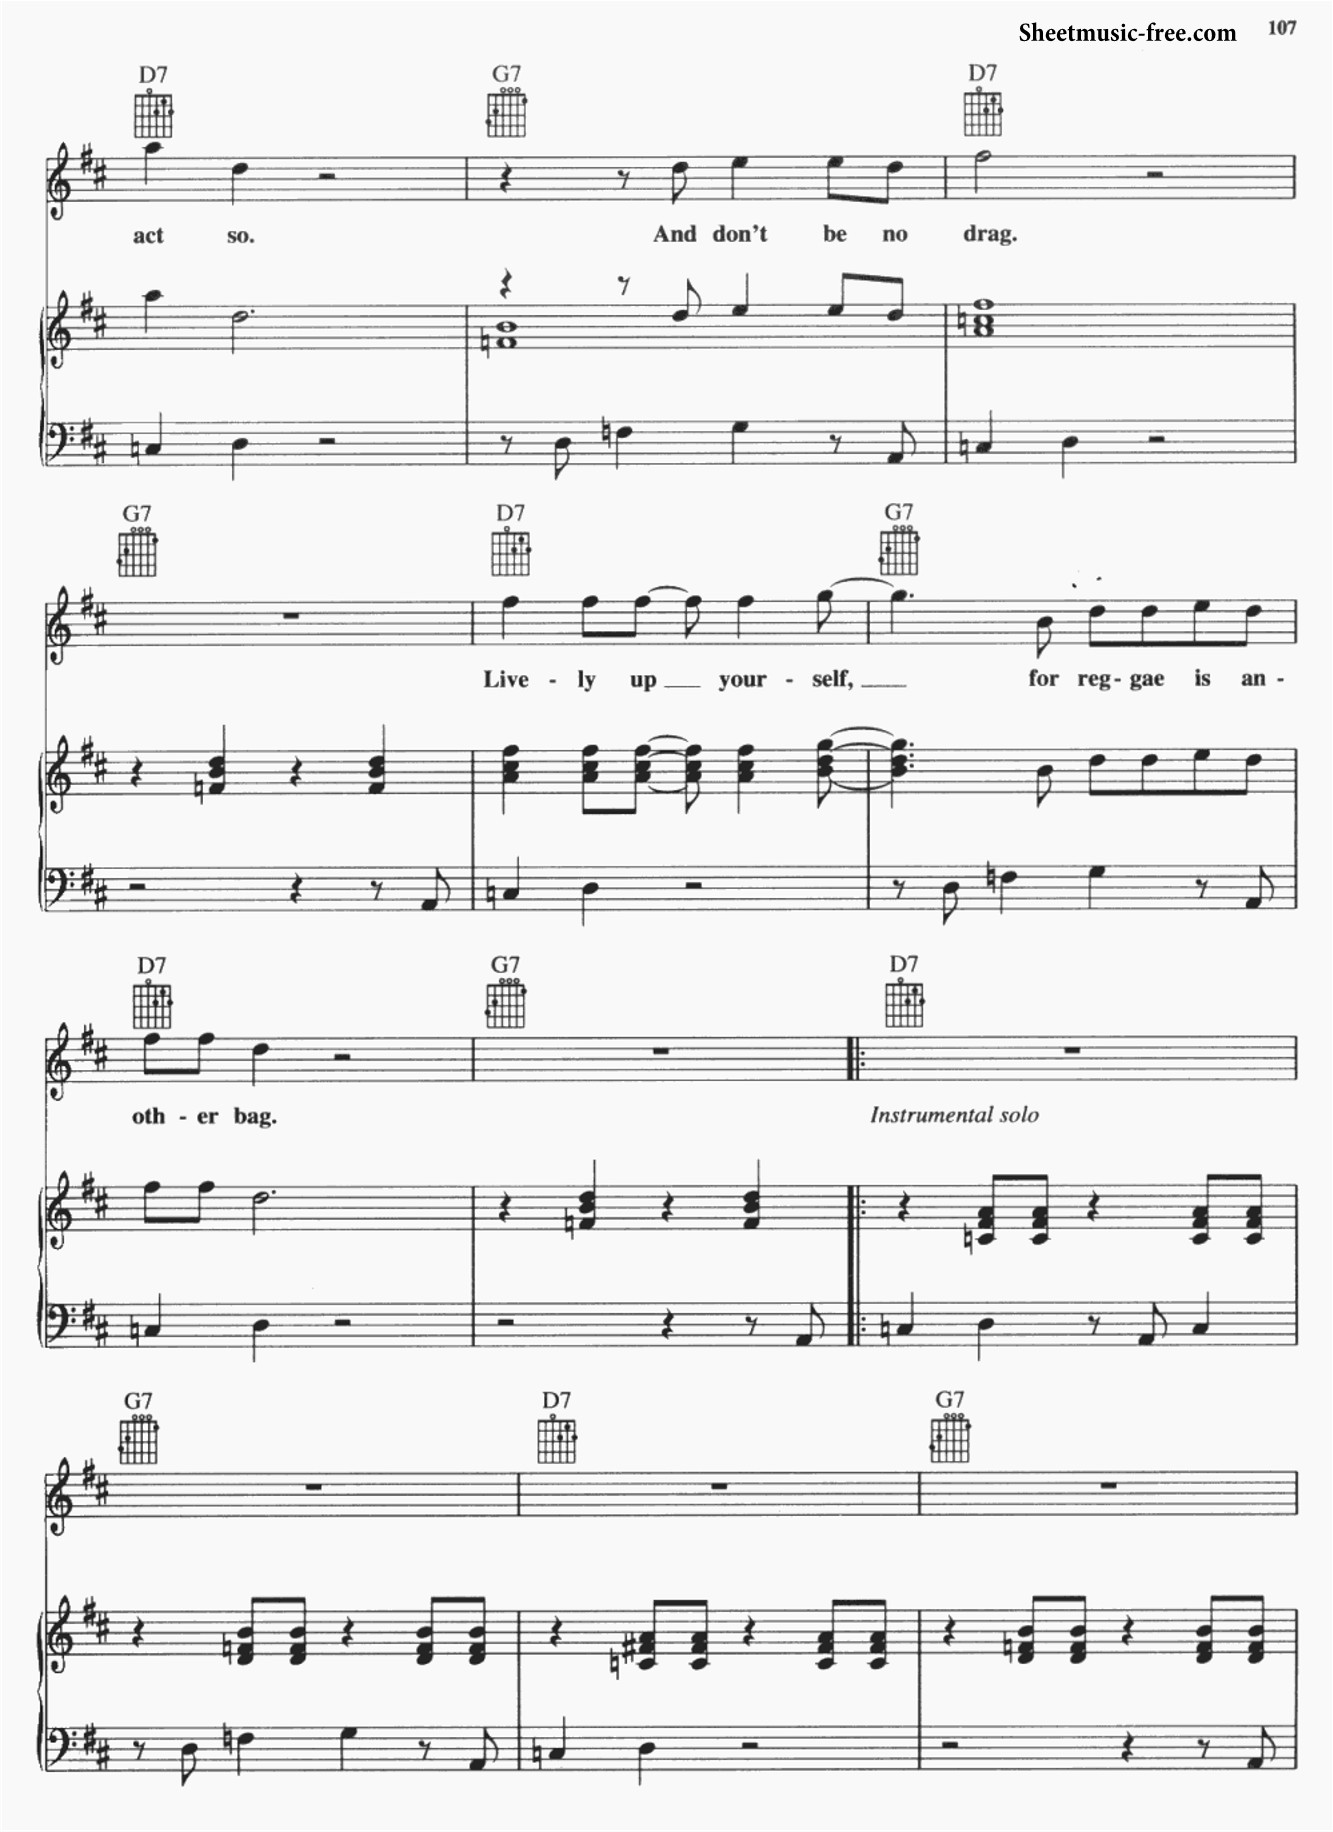 Sheetmusic-free.com 107
D7 G7 D7
act so. And don't be no drag.
G7 D7 G7
Live - ly up your - self, for reg - gae is an -
D7 G7 D7
oth - er bag. Instrumental solo
G7 D7 G7